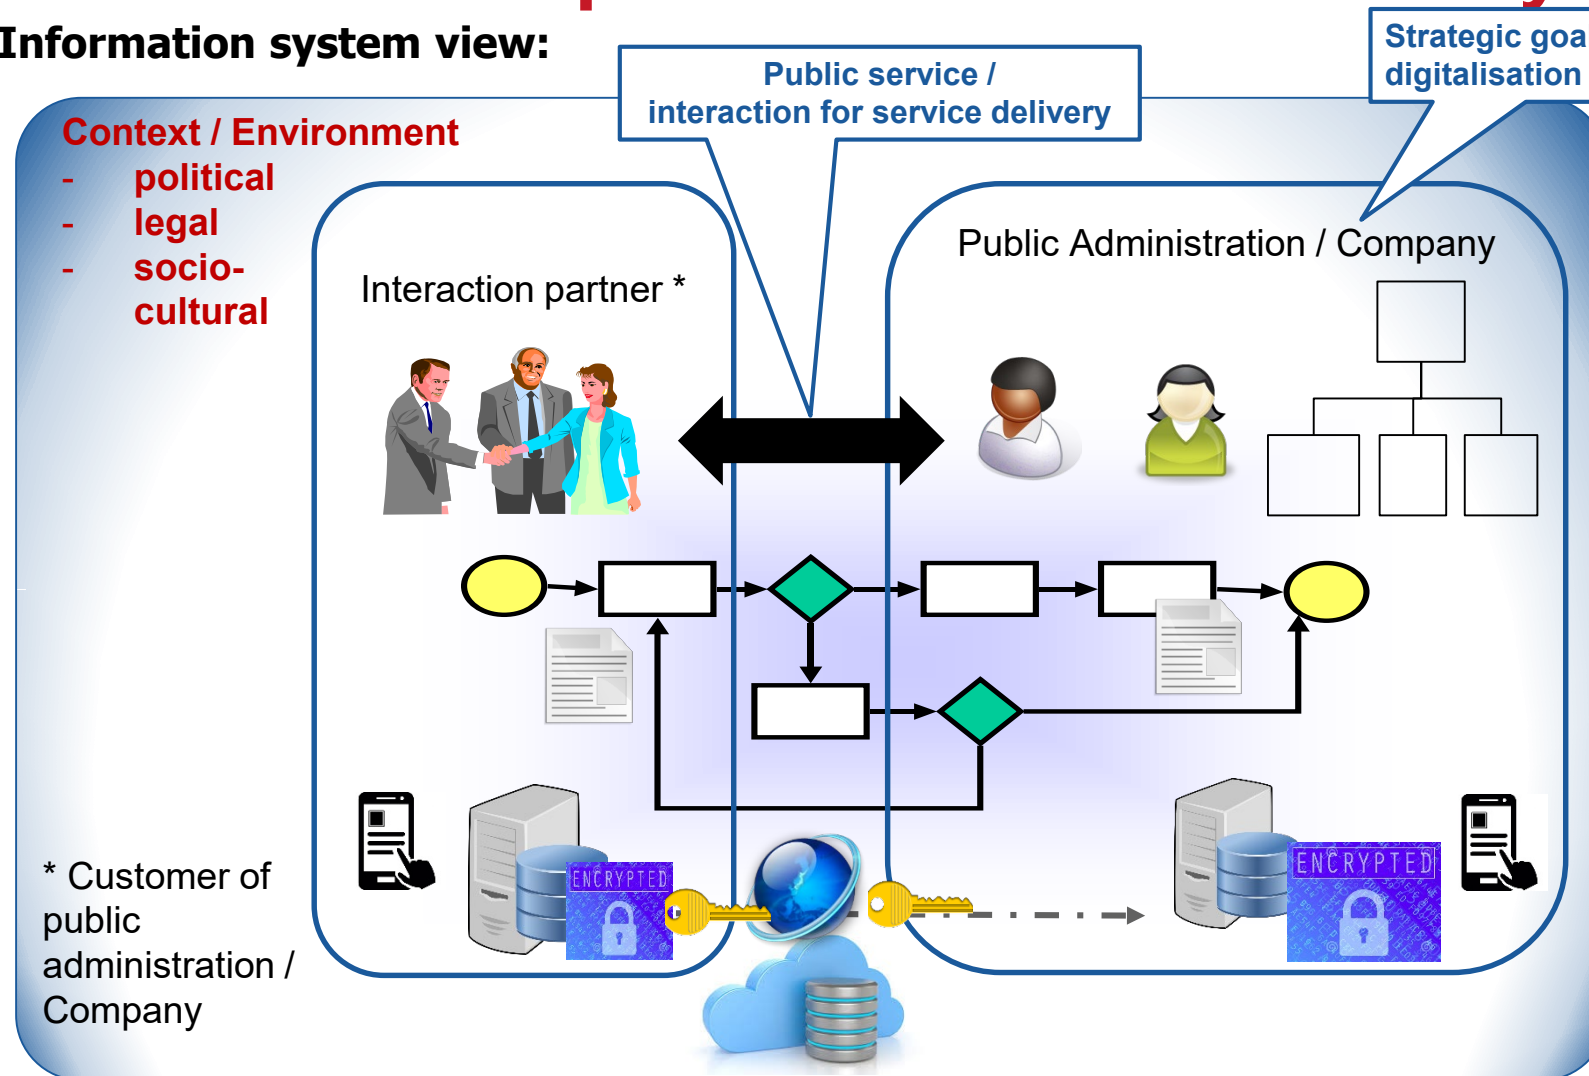 Information system view:
Strategic goa
digitalisation
Public service /
interaction for service delivery
Context / Environment
- political
- legal
- socio-
cultural
Interaction partner *
Public Administration / Company
ENCRYPTED
ENCRYPTED
* Customer of
public
administration /
Company